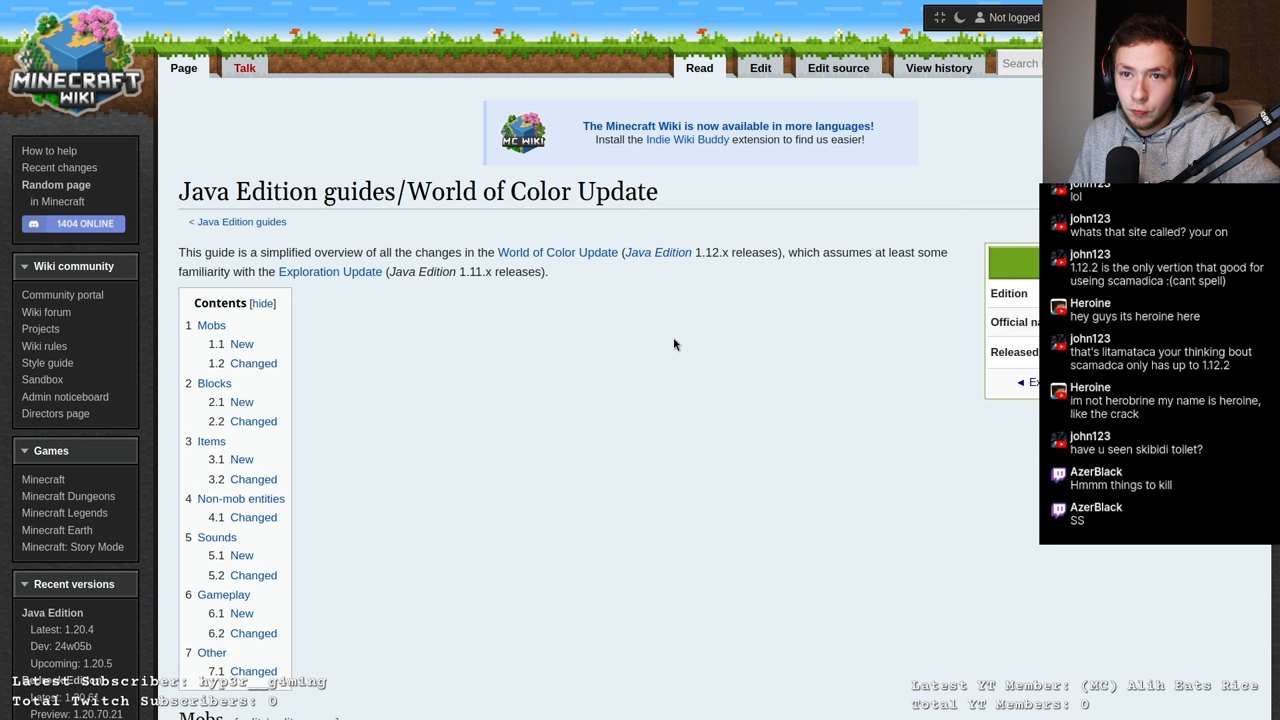 MINECRAFT
WIKI
Not logged
Page
Talk
Read
Edit
Edit source
View history
Search
MC WIKI
The Minecraft Wiki is now available in more languages!
Install the Indie Wiki Buddy extension to find us easier!
How to help
Recent changes
Random page
in Minecraft
1404 ONLINE
Wiki community
Community portal
Wiki forum
Projects
Wiki rules
Style guide
Sandbox
Admin noticeboard
Directors page
Games
Minecraft
Minecraft Dungeons
Minecraft Legends
Minecraft Earth
Minecraft: Story Mode
Recent versions
Java Edition
Latest: 1.20.4
Dev: 24w05b
Upcoming: 1.20.5
Preview: 1.20.70.21
Java Edition guides/World of Color Update
< Java Edition guides
This guide is a simplified overview of all the changes in the World of Color Update (Java Edition 1.12.x releases), which assumes at least some
familiarity with the Exploration Update (Java Edition 1.11.x releases).
Contents [hide]
1 Mobs
1.1 New
1.2 Changed
2 Blocks
2.1 New
2.2 Changed
3 Items
3.1 New
3.2 Changed
4 Non-mob entities
4.1 Changed
5 Sounds
5.1 New
5.2 Changed
6 Gameplay
6.1 New
6.2 Changed
7 Other
7.1 Changed
Mobs
Edition
Official
Released
◄
john123
lol
john123
whats that site called? your on
john123
1.12.2 is the only vertion that good for
useing scamadica :(cant spell)
Heroine
hey guys its heroine here
john123
that's litamataca your thinking bout
scamadca only has up to 1.12.2
Heroine
im not herobrine my name is heroine,
like the crack
john123
have u seen skibidi toilet?
AzerBlack
Hmmm things to kill
AzerBlack
SS
Latest Subscriber: hyp3r__g4m1ng
Total Twitch Subscribers: 0
Latest YT Member: (MC) Alih Eats Rice
Total YT Members: 0